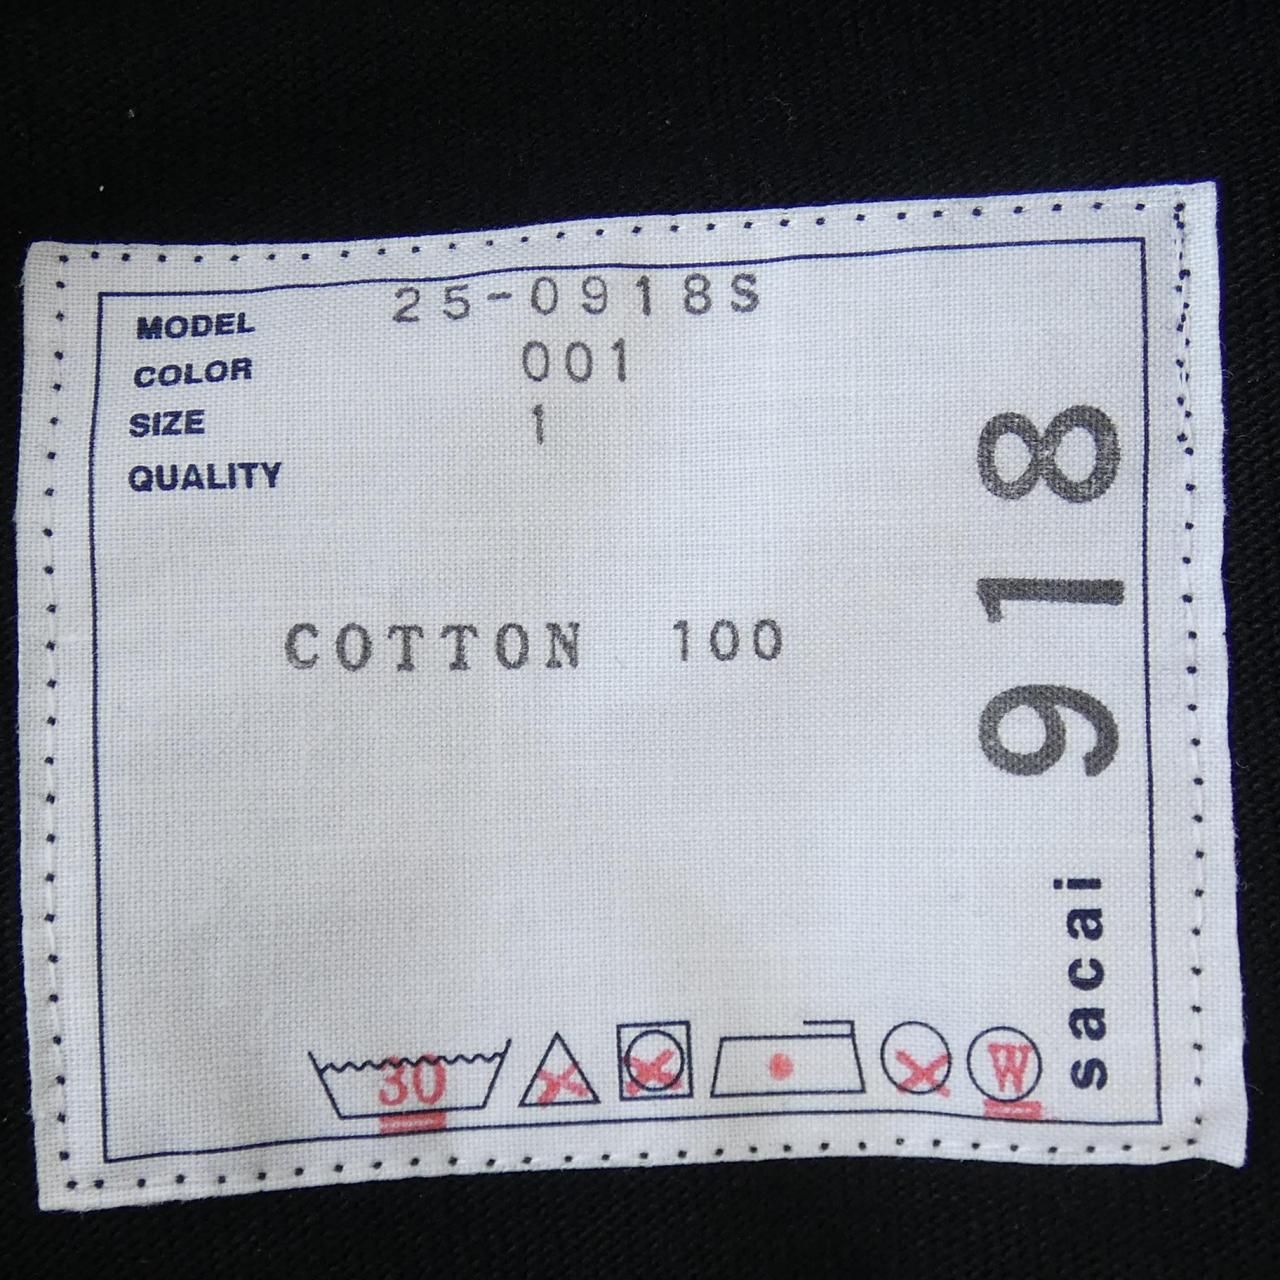 MODEL 25-0918S
COLOR 001
SIZE 1
QUALITY
COTTON 100
30
W
sacai 918